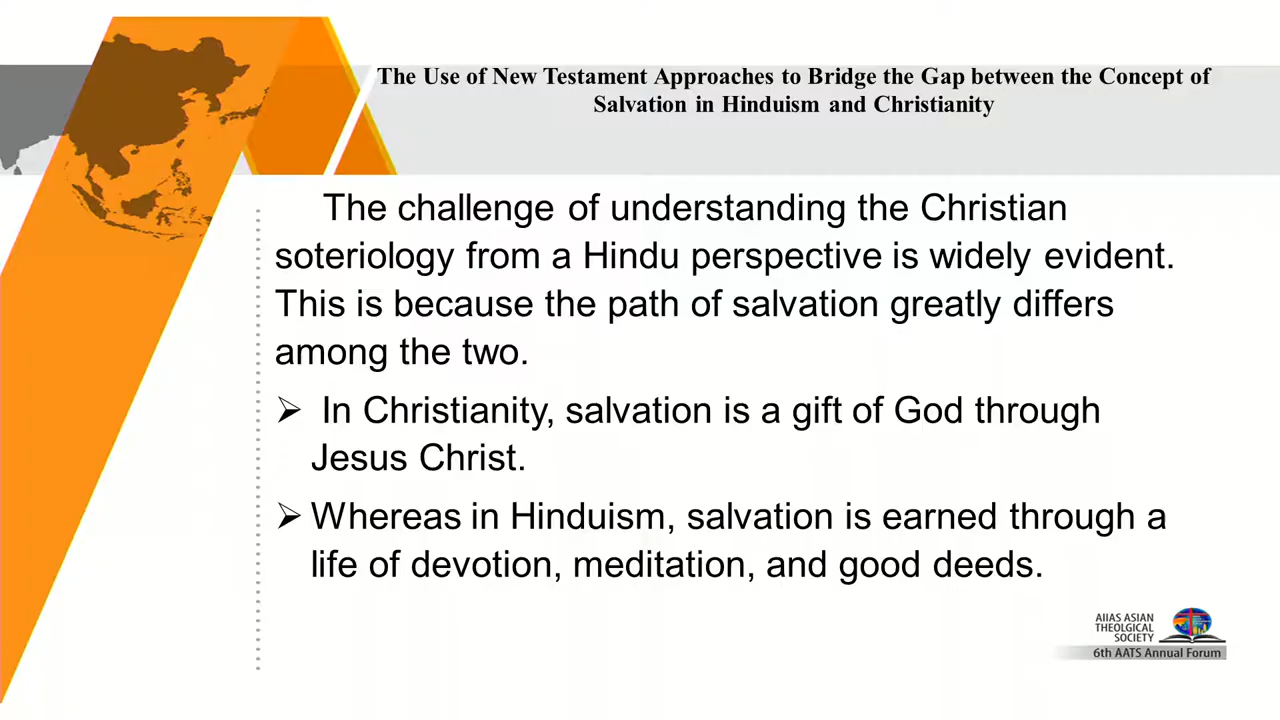 The Use of New Testament Approaches to Bridge the Gap between the Concept of
Salvation in Hinduism and Christianity
The challenge of understanding the Christian
soteriology from a Hindu perspective is widely evident.
This is because the path of salvation greatly differs
among the two.
➢ In Christianity, salvation is a gift of God through
Jesus Christ.
➢ Whereas in Hinduism, salvation is earned through a
life of devotion, meditation, and good deeds.
AIIAS ASIAN
THEOLGICAL
SOCIETY
6th AATS Annual Forum